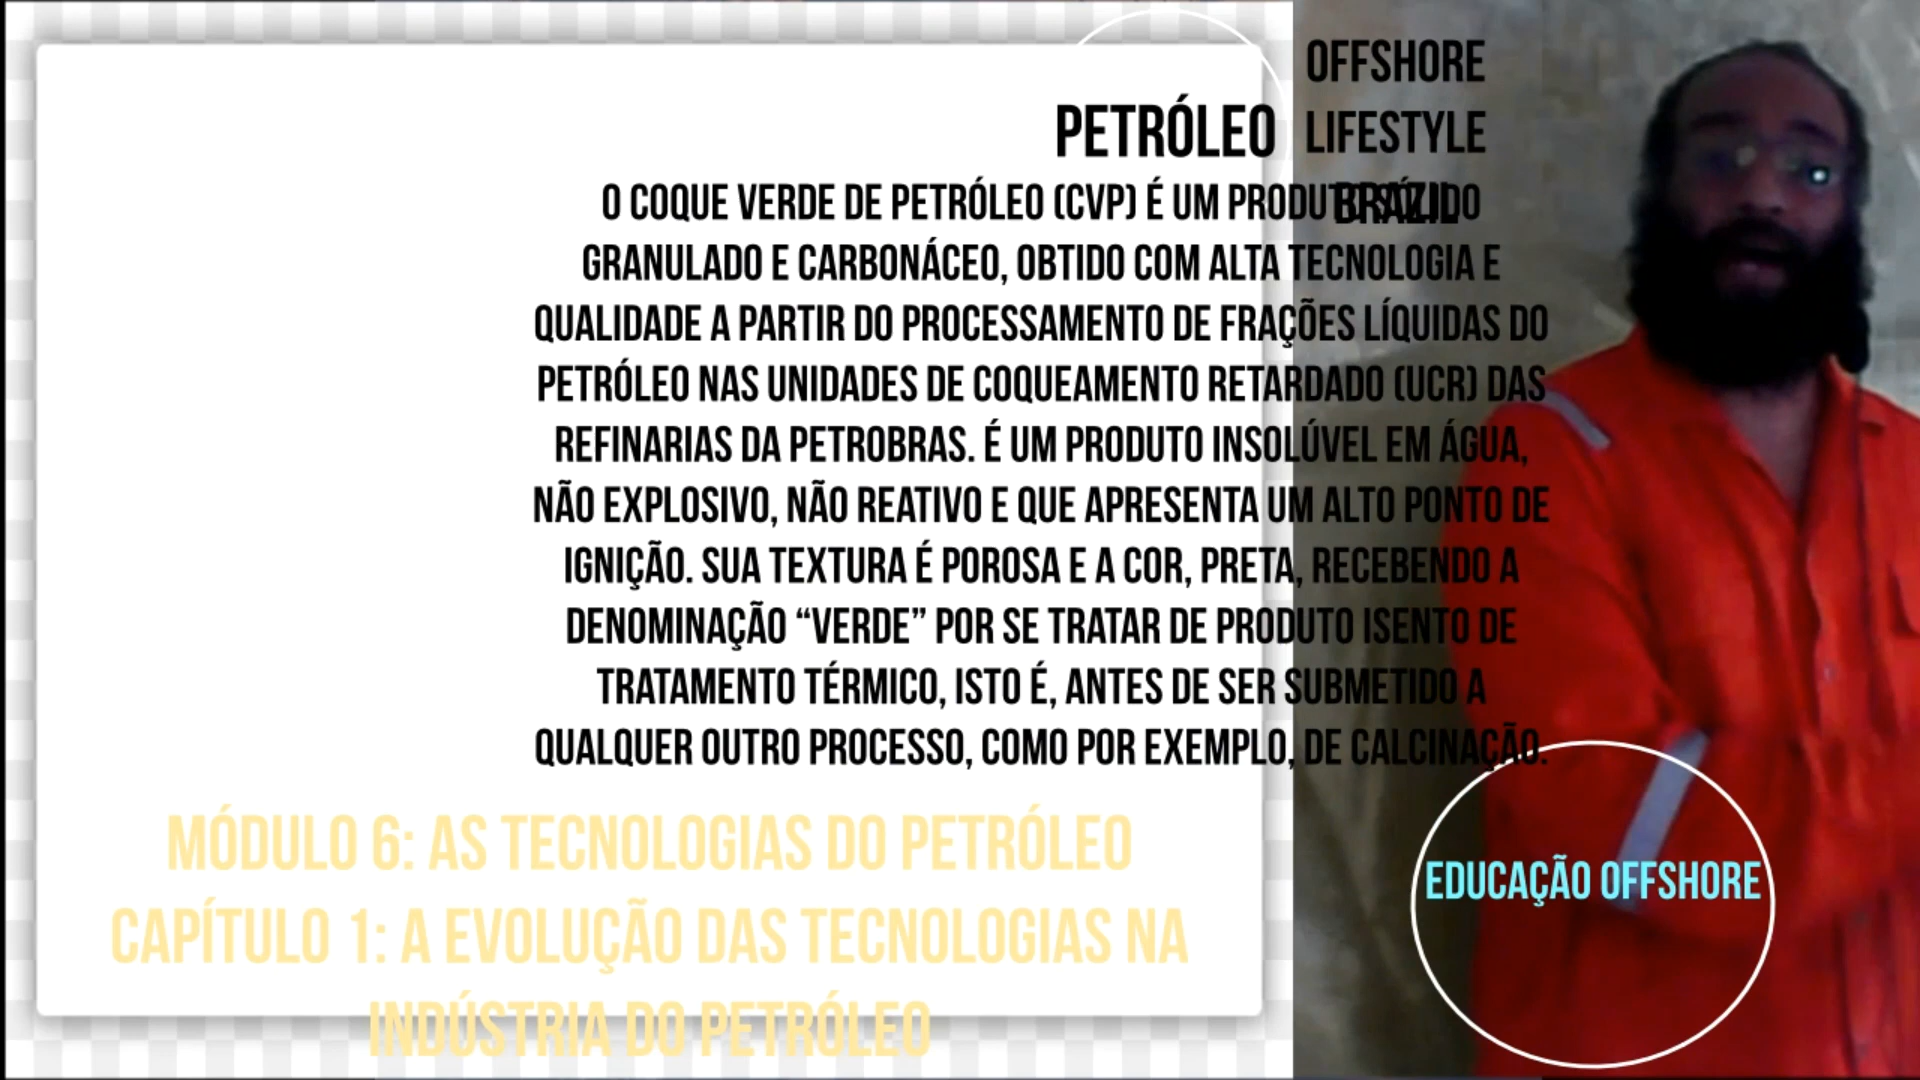 OFFSHORE
LIFESTYLE
BRAZIL
PETRÓLEO
O COQUE VERDE DE PETRÓLEO (CVP) É UM PRODUTO SÓLIDO
GRANULADO E CARBONÁCEO, OBTIDO COM ALTA TECNOLOGIA E
QUALIDADE A PARTIR DO PROCESSAMENTO DE FRAÇÕES LÍQUIDAS DO
PETRÓLEO NAS UNIDADES DE COQUEAMENTO RETARDADO (UCR) DAS
REFINARIAS DA PETROBRAS. É UM PRODUTO INSOLÚVEL EM ÁGUA,
NÃO EXPLOSIVO, NÃO REATIVO E QUE APRESENTA UM ALTO PONTO DE
IGNIÇÃO. SUA TEXTURA É POROSA E A COR, PRETA, RECEBENDO A
DENOMINAÇÃO “VERDE” POR SE TRATAR DE PRODUTO ISENTO DE
TRATAMENTO TÉRMICO, ISTO É, ANTES DE SER SUBMETIDO A
QUALQUER OUTRO PROCESSO, COMO POR EXEMPLO, DE CALCINAÇÃO.
MÓDULO 6: AS TECNOLOGIAS DO PETRÓLEO
CAPÍTULO 1: A EVOLUÇÃO DAS TECNOLOGIAS NA
INDÚSTRIA DO PETRÓLEO
EDUCAÇÃO OFFSHORE